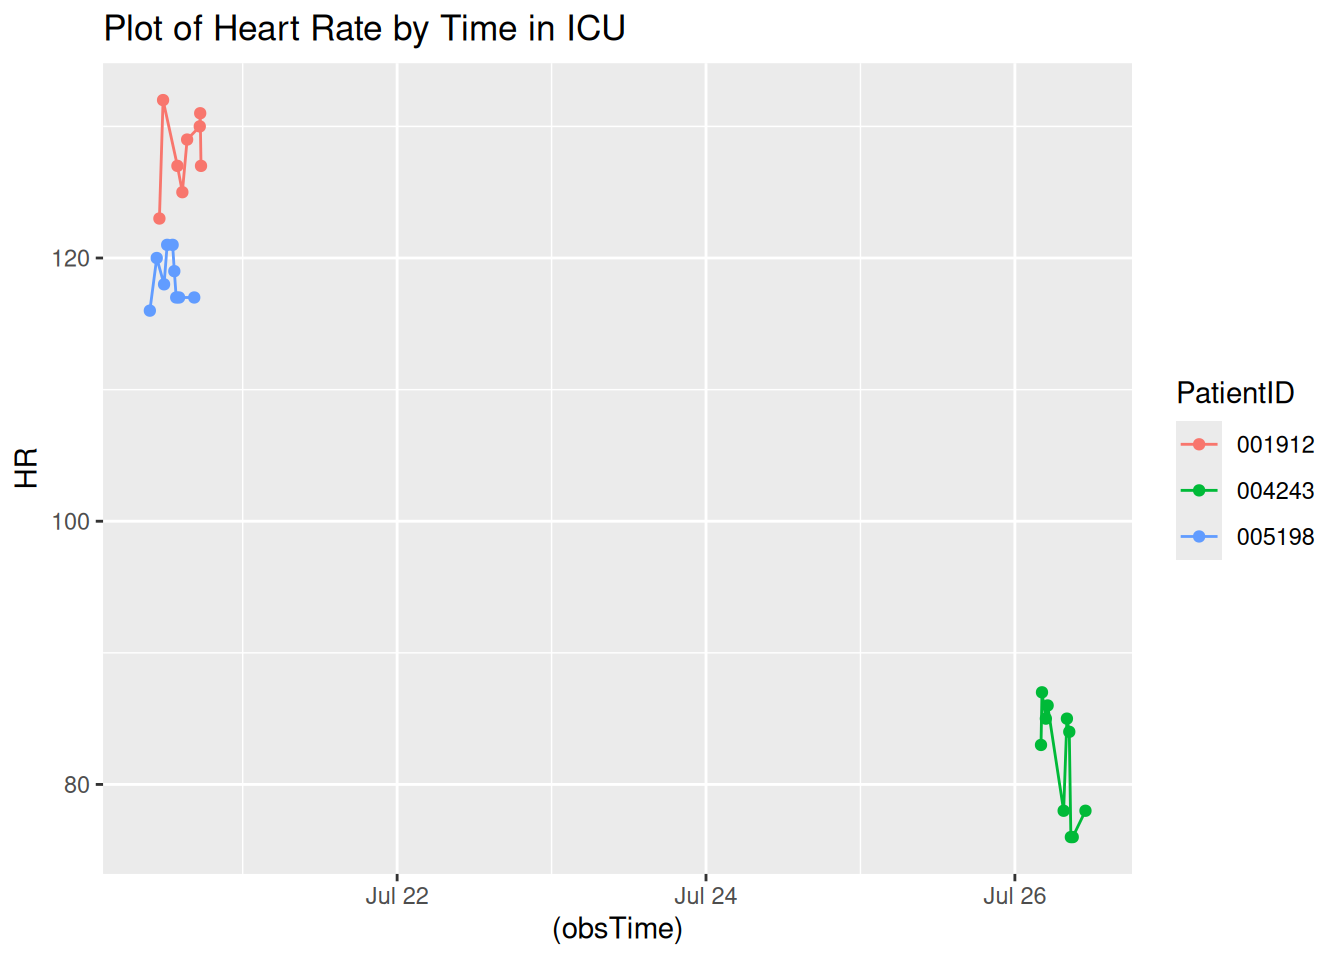 Plot of Heart Rate by Time in ICU
120
100
80
HR
Jul 22
Jul 24
Jul 26
(obsTime)
PatientID
001912
004243
005198